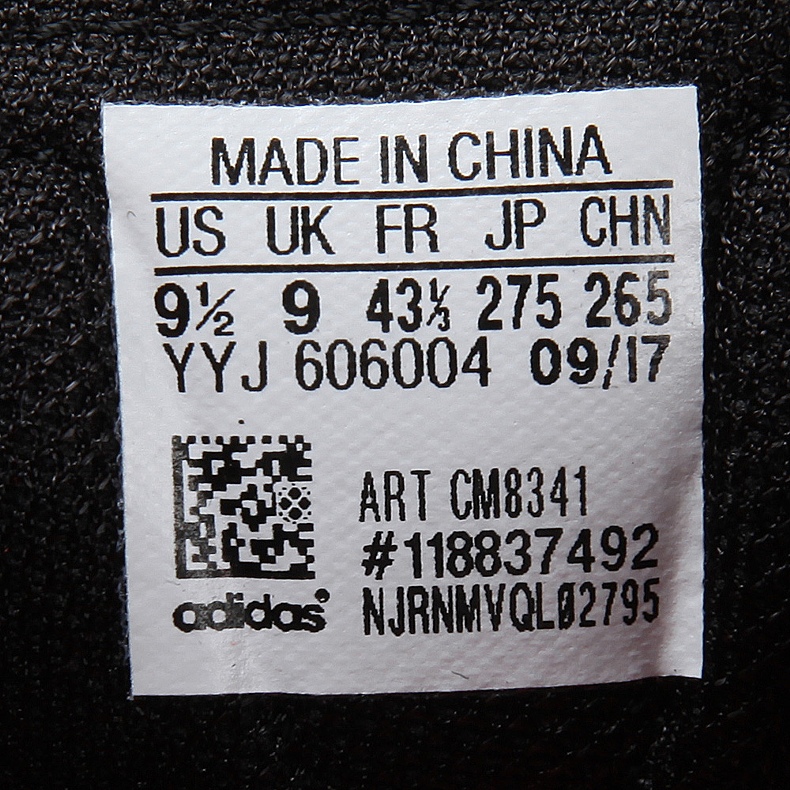 MADE IN CHINA
US UK FR JP CHN
9½ 9 43⅓ 275 265
YYJ 606004 09/17
ART CM8341
#118837492
adidas® NJRNMVQL02795